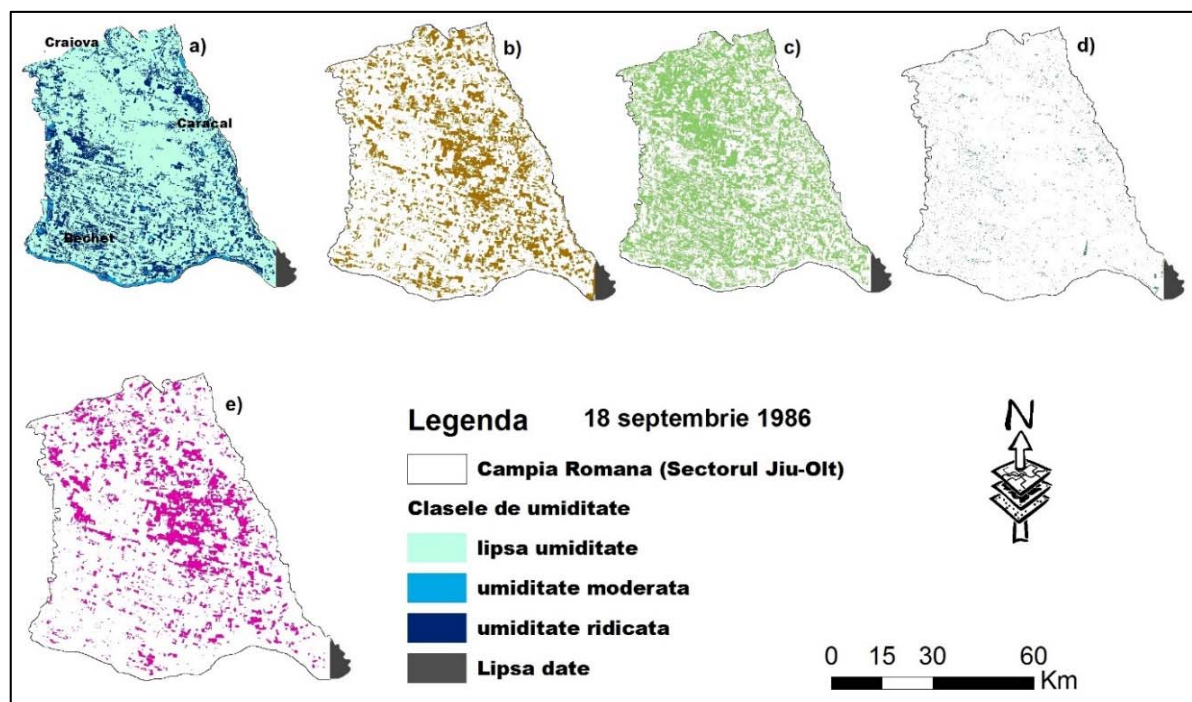 Craiova
a)
b)
c)
d)
Caracal
Bechet
e)
Legenda 18 septembrie 1986
Campia Romana (Sectorul Jiu-Olt)
Clasele de umiditate
lipsa umiditate
umiditate moderata
umiditate ridicata
Lipsa date
N
0 15 30 60
Km